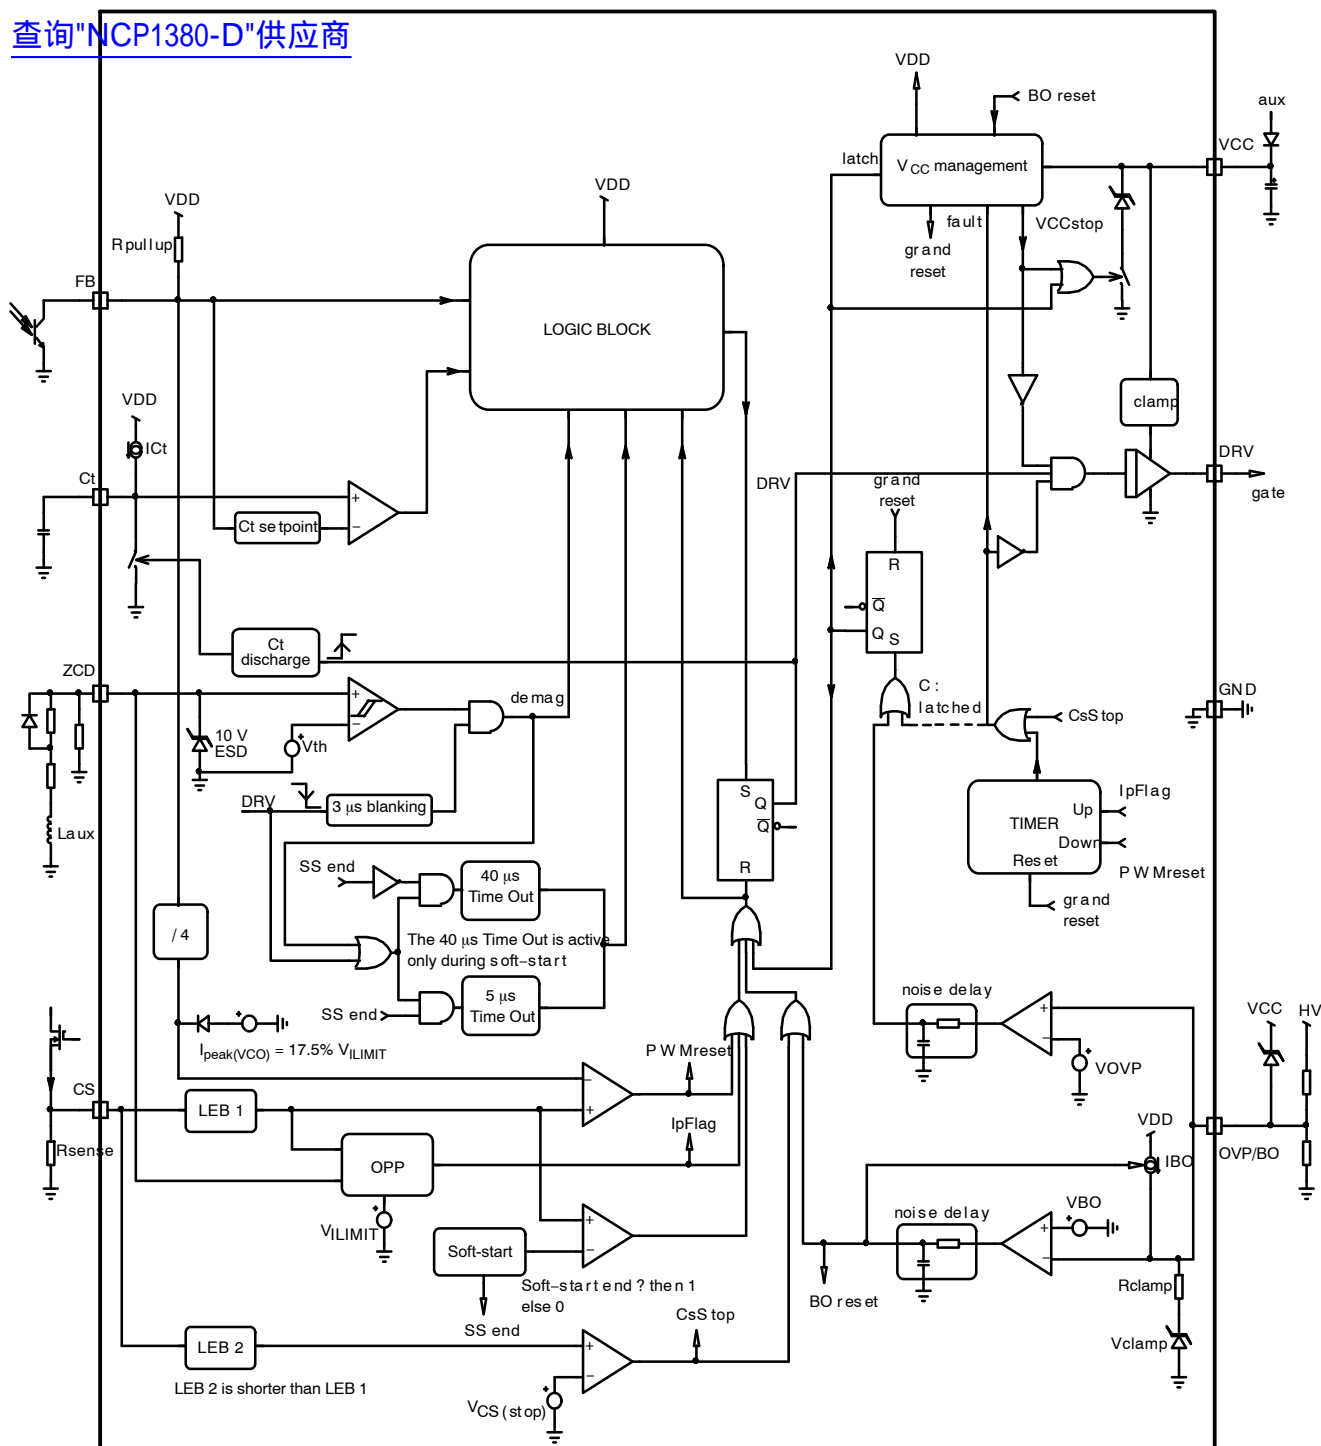 查询"NCP1380-D"供应商
VDD
BO reset
aux
VCC
latch
VCC management
VDD
VDD
fault
VCCstop
grand
reset
Rpullup
FB
LOGIC BLOCK
VDD
clamp
ICt
Ct
DRV
DRV
grand
reset
gate
+
−
Ct setpoint
R
Q
Q
S
Ct
discharge
ZCD
demag
C:
latched
GND
CsStop
+
−
10 V
ESD
Vth
DRV
3 µs blanking
S
Q
Q
R
IpFlag
Up
TIMER
Down
Reset
PWMreset
grand
reset
Laux
SS end
40 µs
Time Out
/ 4
The 40 µs Time Out is active
only during soft−start
5 µs
Time Out
SS end
noise delay
+
−
VOVP
VCC
HV
Ipeak(VCO) = 17.5% VILIMIT
PWMreset
CS
LEB 1
−
+
IpFlag
Rsense
OPP
VDD
IBO
OVP/BO
VILIMIT
Soft-start
+
−
noise delay
VBO
+
−
Soft−start end ? then 1
else 0
SS end
CsStop
BO reset
Rclamp
Vclamp
LEB 2
+
−
LEB 2 is shorter than LEB 1
VCS(stop)